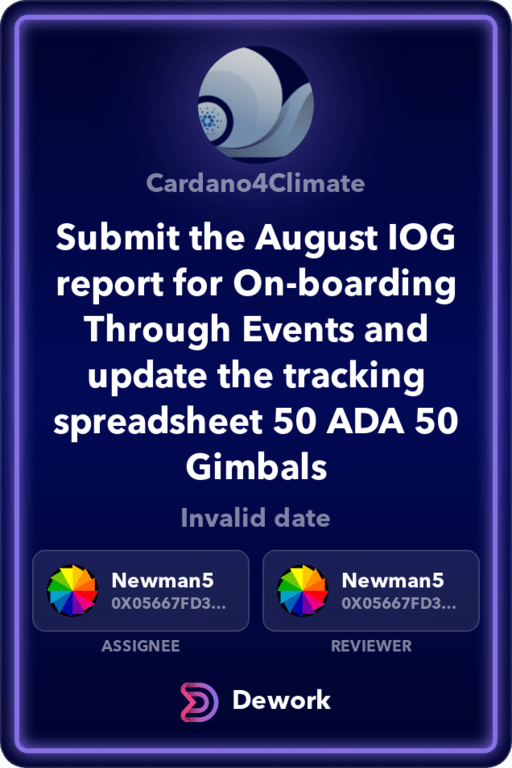 Cardano4Climate
Submit the August IOG
report for On-boarding
Through Events and
update the tracking
spreadsheet 50 ADA 50
Gimbals
Invalid date
Newman5
0X05667FD3...
Newman5
0X05667FD3...
ASSIGNEE
REVIEWER
Dework